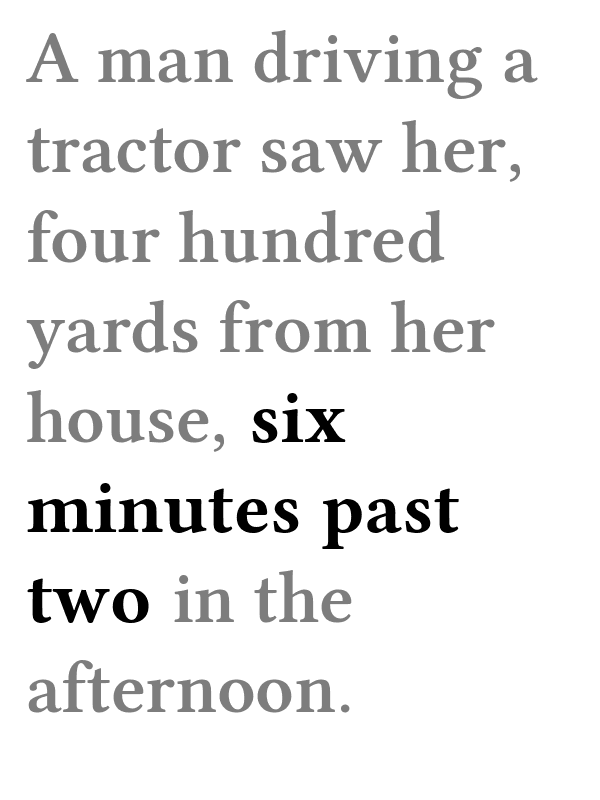 A man driving a
tractor saw her,
four hundred
yards from her
house, six
minutes past
two in the
afternoon.